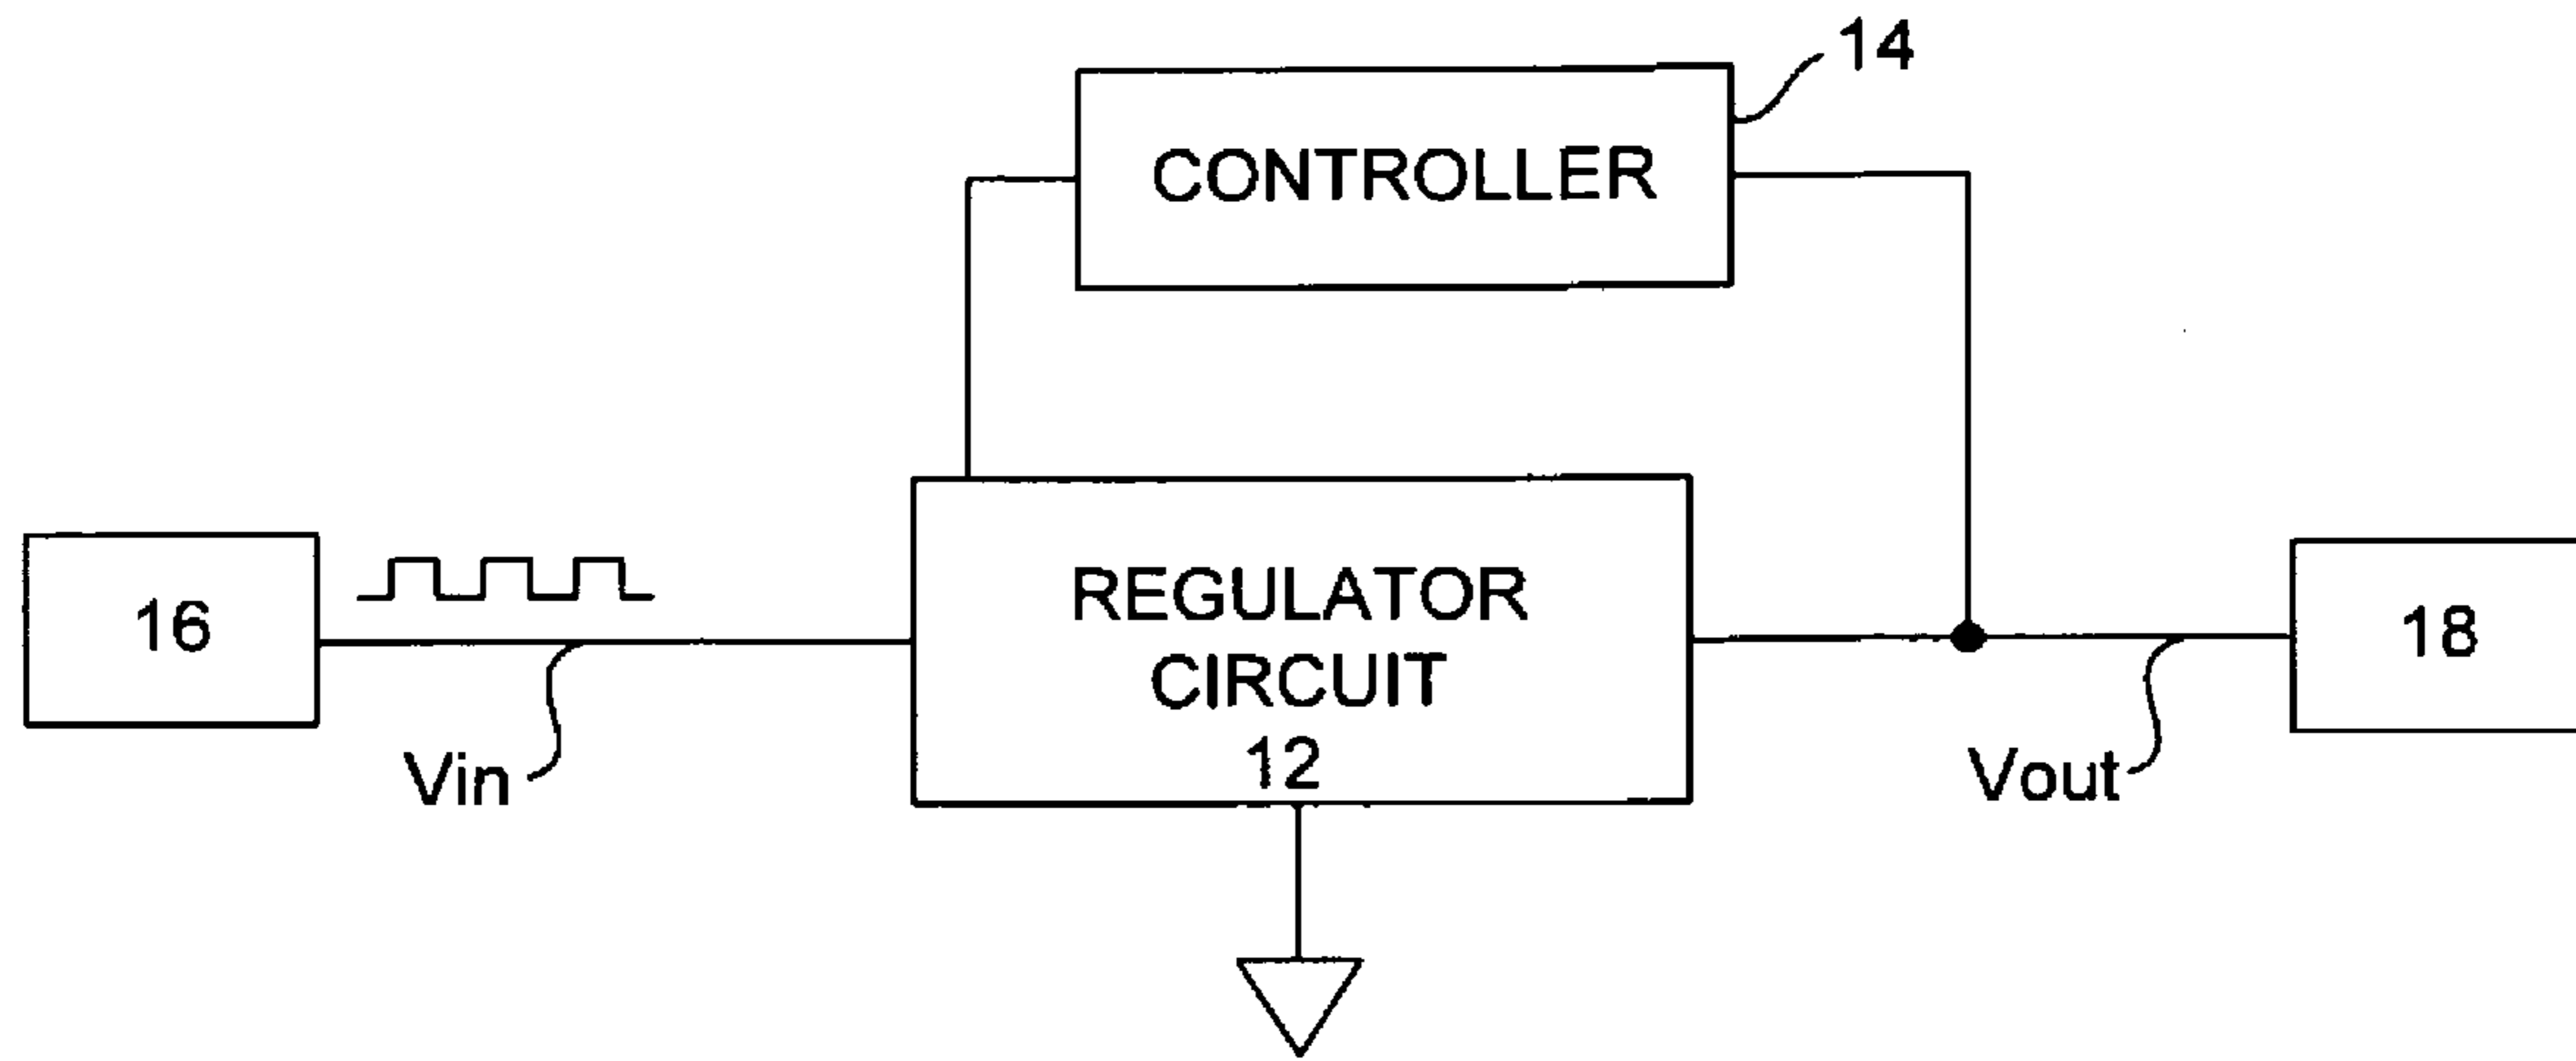 14
CONTROLLER
16
REGULATOR
CIRCUIT
12
18
Vin
Vout